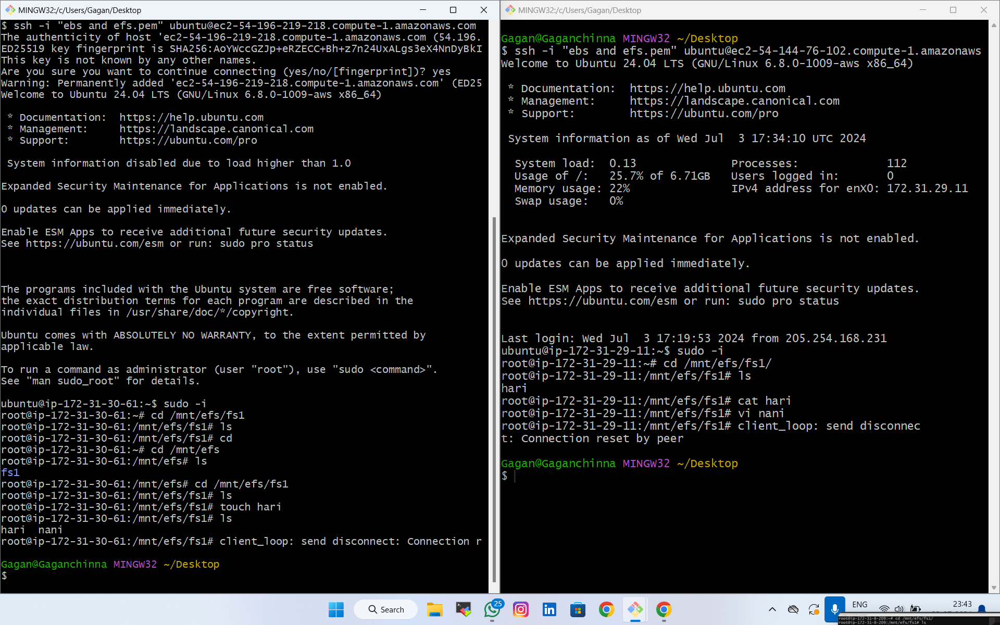 MINGW32:/c/Users/Gagan/Desktop
$ ssh -i "ebs and efs.pem" ubuntu@ec2-54-196-219-218.compute-1.amazonaws.com
The authenticity of host 'ec2-54-196-219-218.compute-1.amazonaws.com (54.196.
ED25519 key fingerprint is SHA256:AoYWccGZJp+eRZECC+Bh+z7n24UxALgs3eX4NnDyBkI
This key is not known by any other names.
Are you sure you want to continue connecting (yes/no/[fingerprint])? yes
Warning: Permanently added 'ec2-54-196-219-218.compute-1.amazonaws.com' (ED25
Welcome to Ubuntu 24.04 LTS (GNU/Linux 6.8.0-1009-aws x86_64)
* Documentation:  https://help.ubuntu.com
* Management:     https://landscape.canonical.com
* Support:        https://ubuntu.com/pro
System information disabled due to load higher than 1.0
Expanded Security Maintenance for Applications is not enabled.
0 updates can be applied immediately.
Enable ESM Apps to receive additional future security updates.
See https://ubuntu.com/esm or run: sudo pro status
The programs included with the Ubuntu system are free software;
the exact distribution terms for each program are described in the
individual files in /usr/share/doc/*/copyright.
Ubuntu comes with ABSOLUTELY NO WARRANTY, to the extent permitted by
applicable law.
To run a command as administrator (user "root"), use "sudo <command>".
See "man sudo_root" for details.
ubuntu@ip-172-31-30-61:~$ sudo -i
root@ip-172-31-30-61:~# cd /mnt/efs/fs1
root@ip-172-31-30-61:/mnt/efs/fs1# ls
root@ip-172-31-30-61:/mnt/efs/fs1# cd
root@ip-172-31-30-61:~# cd /mnt/efs
root@ip-172-31-30-61:/mnt/efs# ls
fs1
root@ip-172-31-30-61:/mnt/efs# cd /mnt/efs/fs1
root@ip-172-31-30-61:/mnt/efs/fs1# ls
root@ip-172-31-30-61:/mnt/efs/fs1# touch hari
root@ip-172-31-30-61:/mnt/efs/fs1# ls
hari  nani
root@ip-172-31-30-61:/mnt/efs/fs1# client_loop: send disconnect: Connection r
Gagan@Gaganchinna MINGW32 ~/Desktop
$
MINGW32:/c/Users/Gagan/Desktop
Gagan@Gaganchinna MINGW32 ~/Desktop
$ ssh -i "ebs and efs.pem" ubuntu@ec2-54-144-76-102.compute-1.amazonaws
Welcome to Ubuntu 24.04 LTS (GNU/Linux 6.8.0-1009-aws x86_64)
* Documentation:  https://help.ubuntu.com
* Management:     https://landscape.canonical.com
* Support:        https://ubuntu.com/pro
System information as of Wed Jul  3 17:34:10 UTC 2024
System load:  0.13              Processes:             112
Usage of /:   25.7% of 6.71GB   Users logged in:       0
Memory usage: 22%               IPv4 address for enX0: 172.31.29.11
Swap usage:   0%
Expanded Security Maintenance for Applications is not enabled.
0 updates can be applied immediately.
Enable ESM Apps to receive additional future security updates.
See https://ubuntu.com/esm or run: sudo pro status
Last login: Wed Jul  3 17:19:53 2024 from 205.254.168.231
ubuntu@ip-172-31-29-11:~$ sudo -i
root@ip-172-31-29-11:~# cd /mnt/efs/fs1/
root@ip-172-31-29-11:/mnt/efs/fs1# ls
hari
root@ip-172-31-29-11:/mnt/efs/fs1# cat hari
root@ip-172-31-29-11:/mnt/efs/fs1# vi nani
root@ip-172-31-29-11:/mnt/efs/fs1# client_loop: send disconnec
t: Connection reset by peer
Gagan@Gaganchinna MINGW32 ~/Desktop
$
Search
25
ENG
23:43
root@ip-172-31-8-209:~# cd /mnt/efs/fs1/
root@ip-172-31-8-209:/mnt/efs/fs1# ls